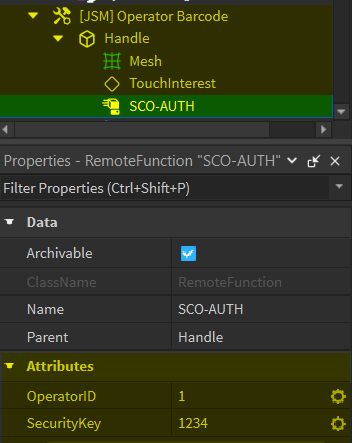 [JSM] Operator Barcode
Handle
Mesh
TouchInterest
SCO-AUTH
Properties - RemoteFunction "SCO-AUTH"
Filter Properties (Ctrl+Shift+P)
Data
Archivable
ClassName RemoteFunction
Name SCO-AUTH
Parent Handle
Attributes
OperatorID 1
SecurityKey 1234